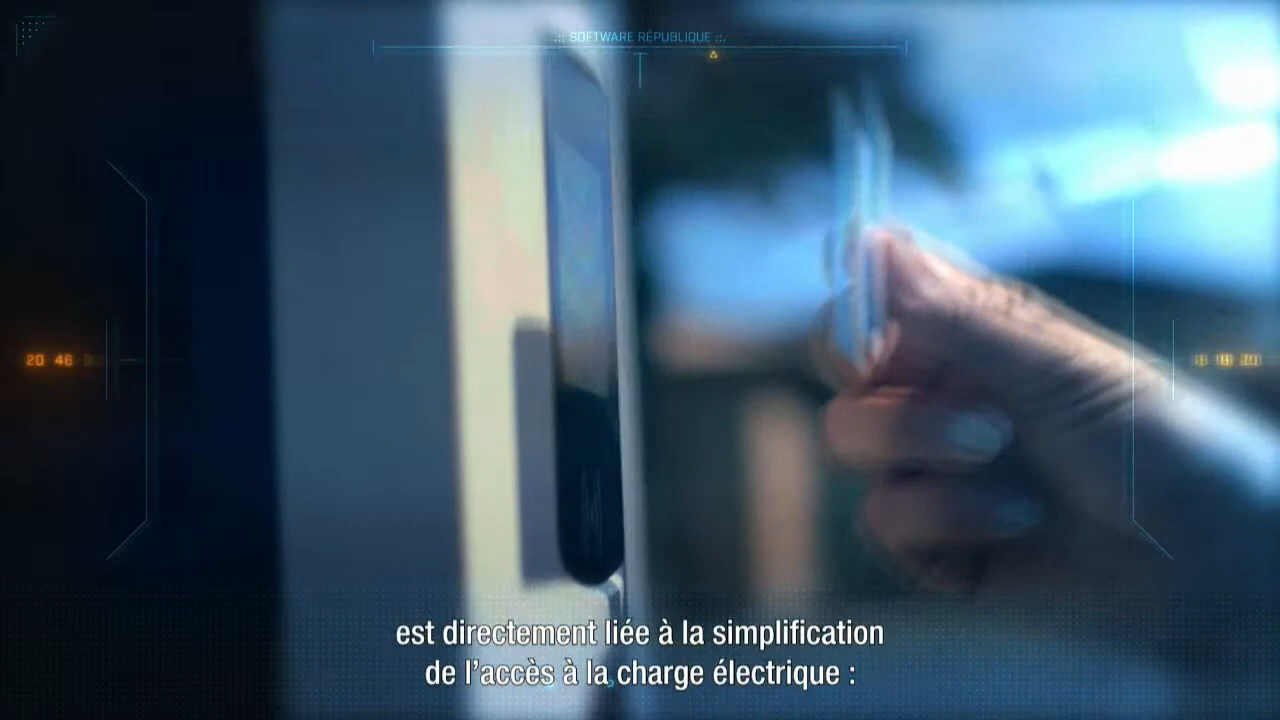 .:: SOFTWARE RÉPUBLIQUE ::.
20 46
est directement liée à la simplification
de l'accès à la charge électrique :